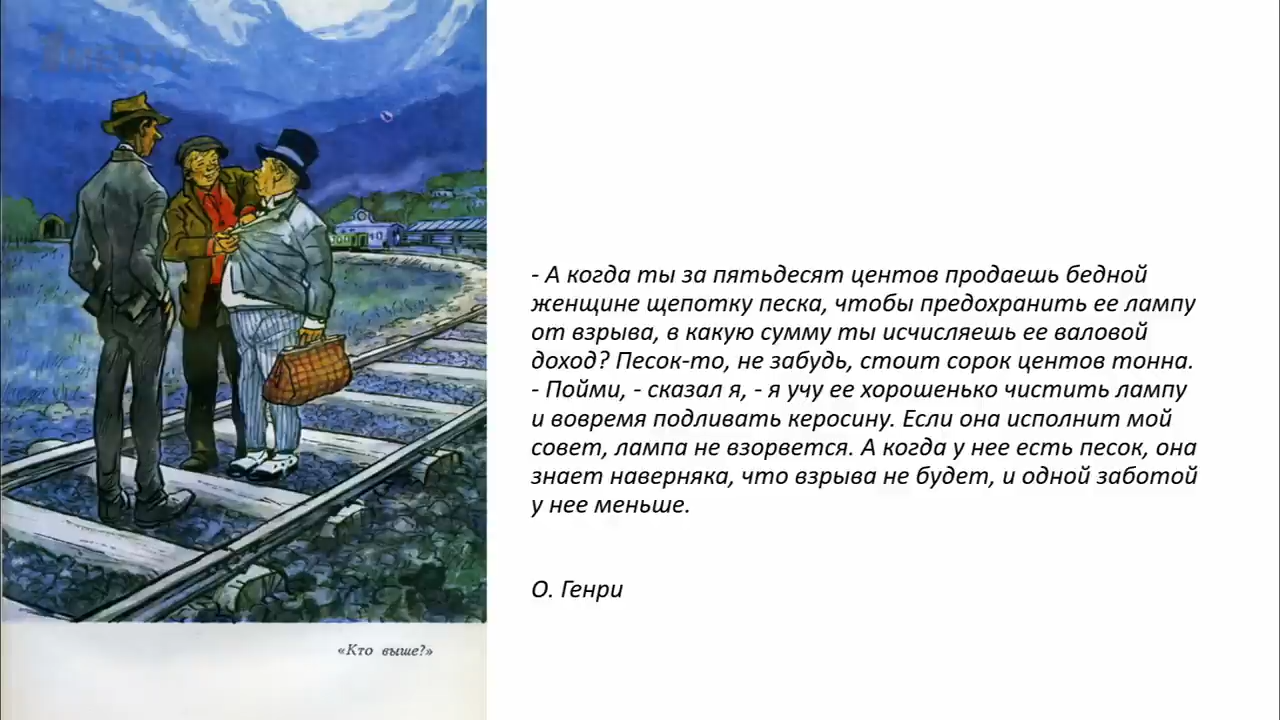 1MEDTV
- А когда ты за пятьдесят центов продаешь бедной
женщине щепотку песка, чтобы предохранить ее лампу
от взрыва, в какую сумму ты исчисляешь ее валовой
доход? Песок-то, не забудь, стоит сорок центов тонна.
- Пойми, - сказал я, - я учу ее хорошенько чистить лампу
и вовремя подливать керосину. Если она исполнит мой
совет, лампа не взорвется. А когда у нее есть песок, она
знает наверняка, что взрыва не будет, и одной заботой
у нее меньше.
О. Генри
«Кто выше?»